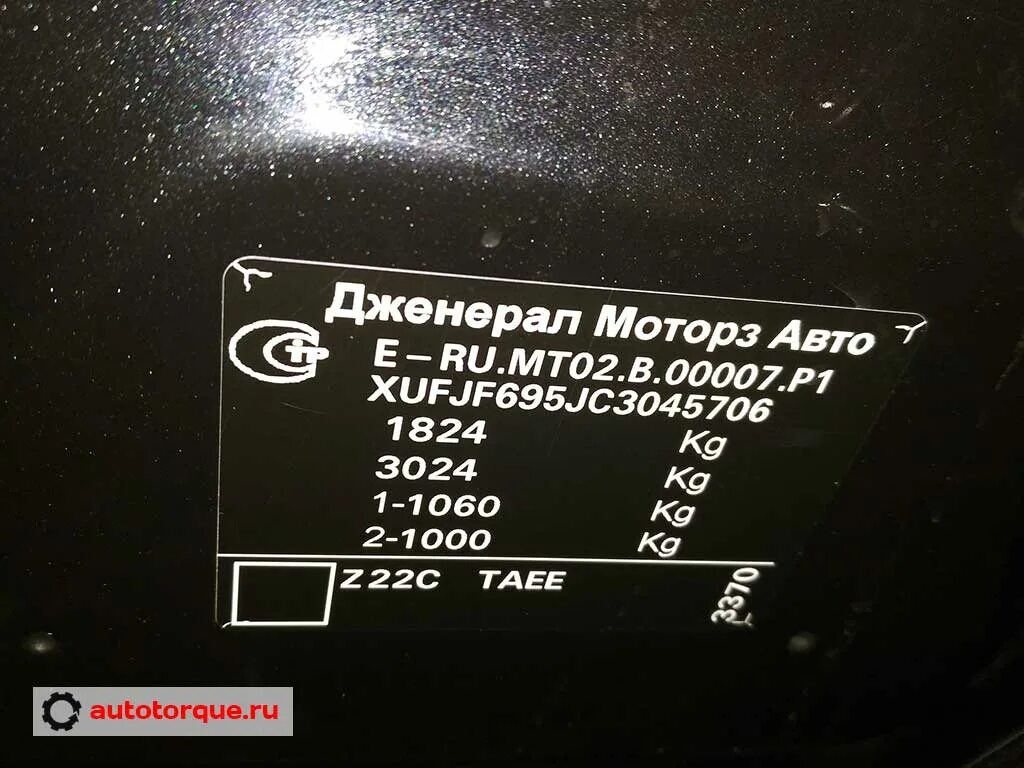 Дженерал Моторз Авто
E – RU.MT02.B.00007.P1
XUFJF695JC3045706
1824 Kg
3024 Kg
1-1060 Kg
2-1000 Kg
Z22C TAEE
autotorque.ru